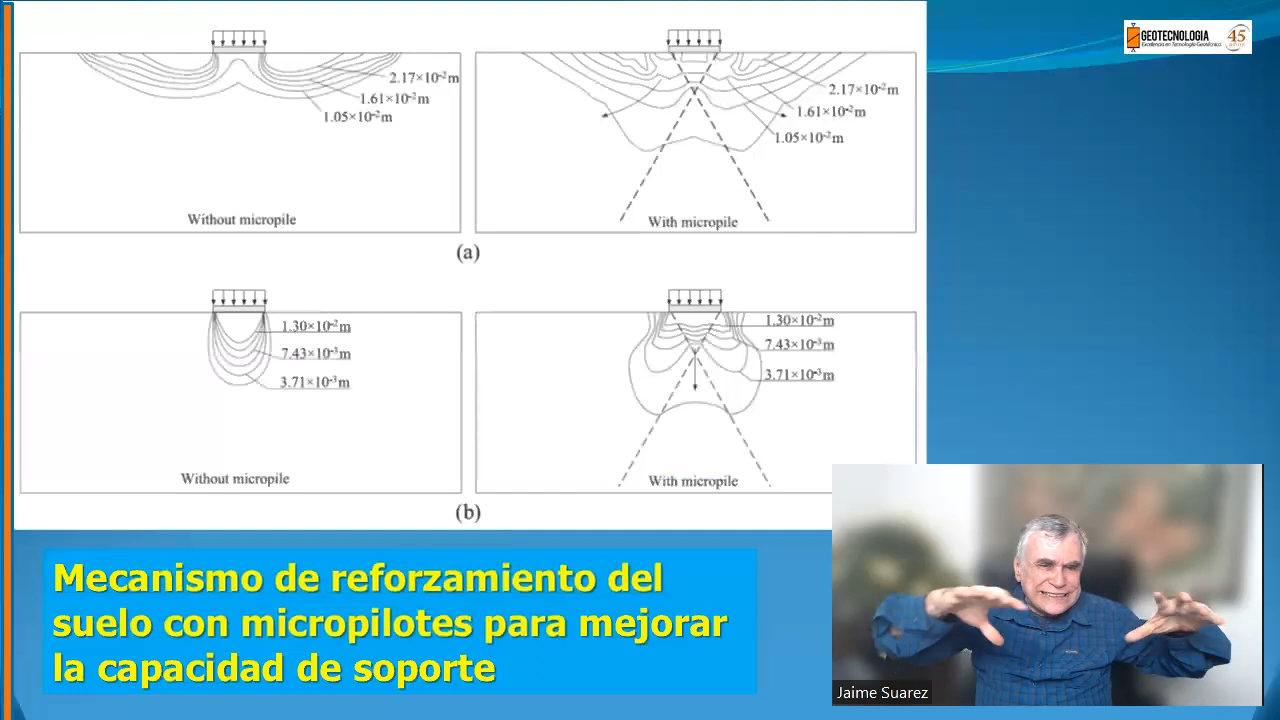 GEOTECNOLOGIA
45
2.17×10⁻²m
1.61×10⁻²m
1.05×10⁻²m
Without micropile
2.17×10⁻²m
1.61×10⁻²m
1.05×10⁻²m
With micropile
(a)
1.30×10⁻²m
7.43×10⁻³m
3.71×10⁻³m
Without micropile
1.30×10⁻²m
7.43×10⁻³m
3.71×10⁻³m
With micropile
(b)
Mecanismo de reforzamiento del
suelo con micropilotes para mejorar
la capacidad de soporte
Jaime Suarez